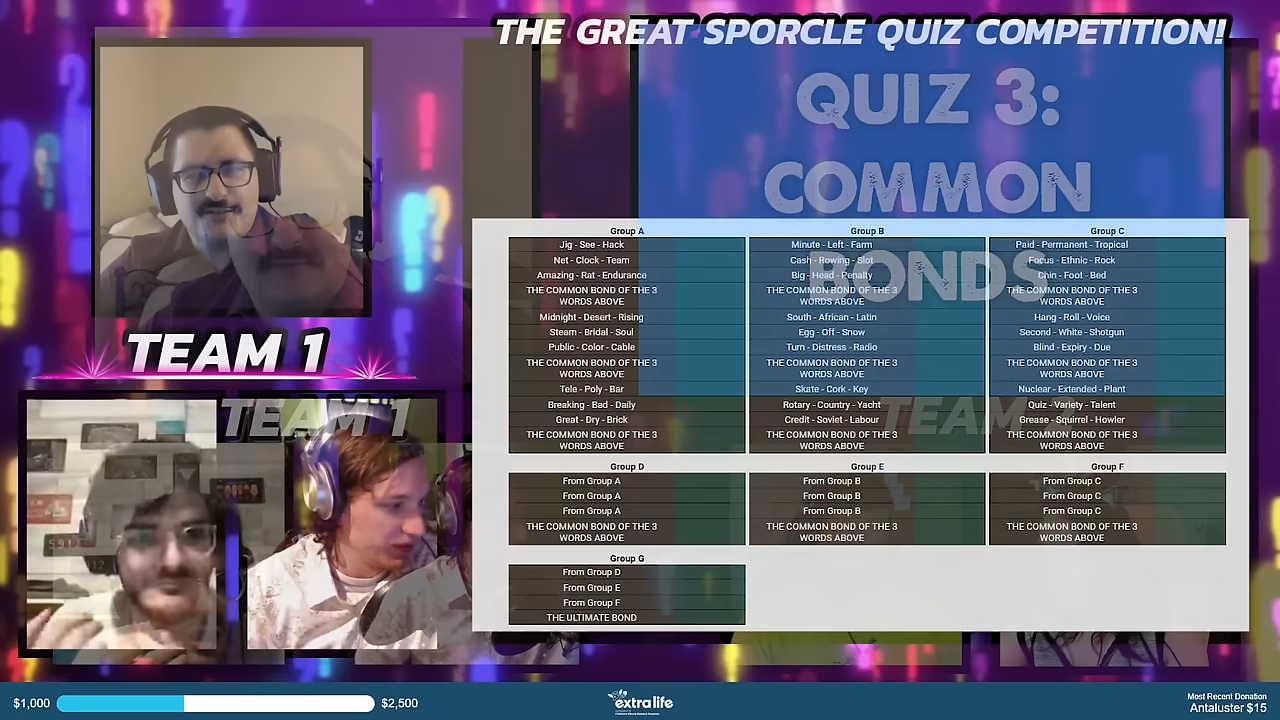 THE GREAT SPORCLE QUIZ COMPETITION!
QUIZ 3:
COMMON
BONDS
TEAM 1
TEAM 1
TEAM
Group A
Jig - See - Hack
Net - Clock - Team
Amazing - Rat - Endurance
THE COMMON BOND OF THE 3
WORDS ABOVE
Midnight - Desert - Rising
Steam - Bridal - Soul
Public - Color - Cable
THE COMMON BOND OF THE 3
WORDS ABOVE
Tele - Poly - Bar
Breaking - Bad - Daily
Great - Dry - Brick
THE COMMON BOND OF THE 3
WORDS ABOVE
Group B
Minute - Left - Farm
Cash - Rowing - Slot
Big - Head - Penalty
THE COMMON BOND OF THE 3
WORDS ABOVE
South - African - Latin
Egg - Off - Snow
Turn - Distress - Radio
THE COMMON BOND OF THE 3
WORDS ABOVE
Skate - Cork - Key
Rotary - Country - Yacht
Credit - Soviet - Labour
THE COMMON BOND OF THE 3
WORDS ABOVE
Group C
Paid - Permanent - Tropical
Focus - Ethnic - Rock
Chin - Foot - Bed
THE COMMON BOND OF THE 3
WORDS ABOVE
Hang - Roll - Voice
Second - White - Shotgun
Blind - Expiry - Due
THE COMMON BOND OF THE 3
WORDS ABOVE
Nuclear - Extended - Plant
Quiz - Variety - Talent
Grease - Squirrel - Howler
THE COMMON BOND OF THE 3
WORDS ABOVE
Group D
From Group A
From Group A
From Group A
THE COMMON BOND OF THE 3
WORDS ABOVE
Group E
From Group B
From Group B
From Group B
THE COMMON BOND OF THE 3
WORDS ABOVE
Group F
From Group C
From Group C
From Group C
THE COMMON BOND OF THE 3
WORDS ABOVE
Group G
From Group D
From Group E
From Group F
THE ULTIMATE BOND
$1,000
$2,500
extralife
Most Recent Donation
Antaluster $15